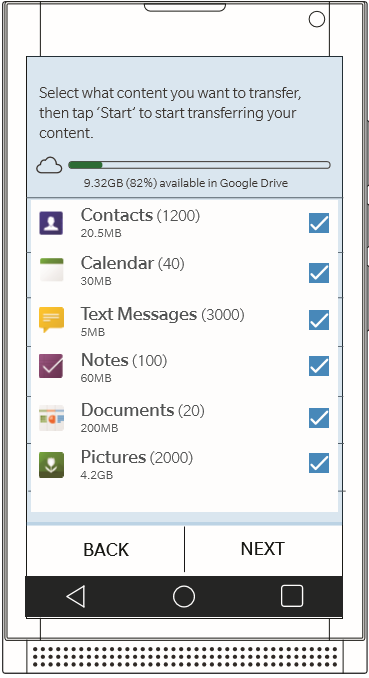 Select what content you want to transfer,
then tap ‘Start’ to start transferring your
content.
9.32GB (82%) available in Google Drive
Contacts (1200)
20.5MB
Calendar (40)
30MB
Text Messages (3000)
5MB
Notes (100)
60MB
Documents (20)
200MB
Pictures (2000)
4.2GB
BACK NEXT